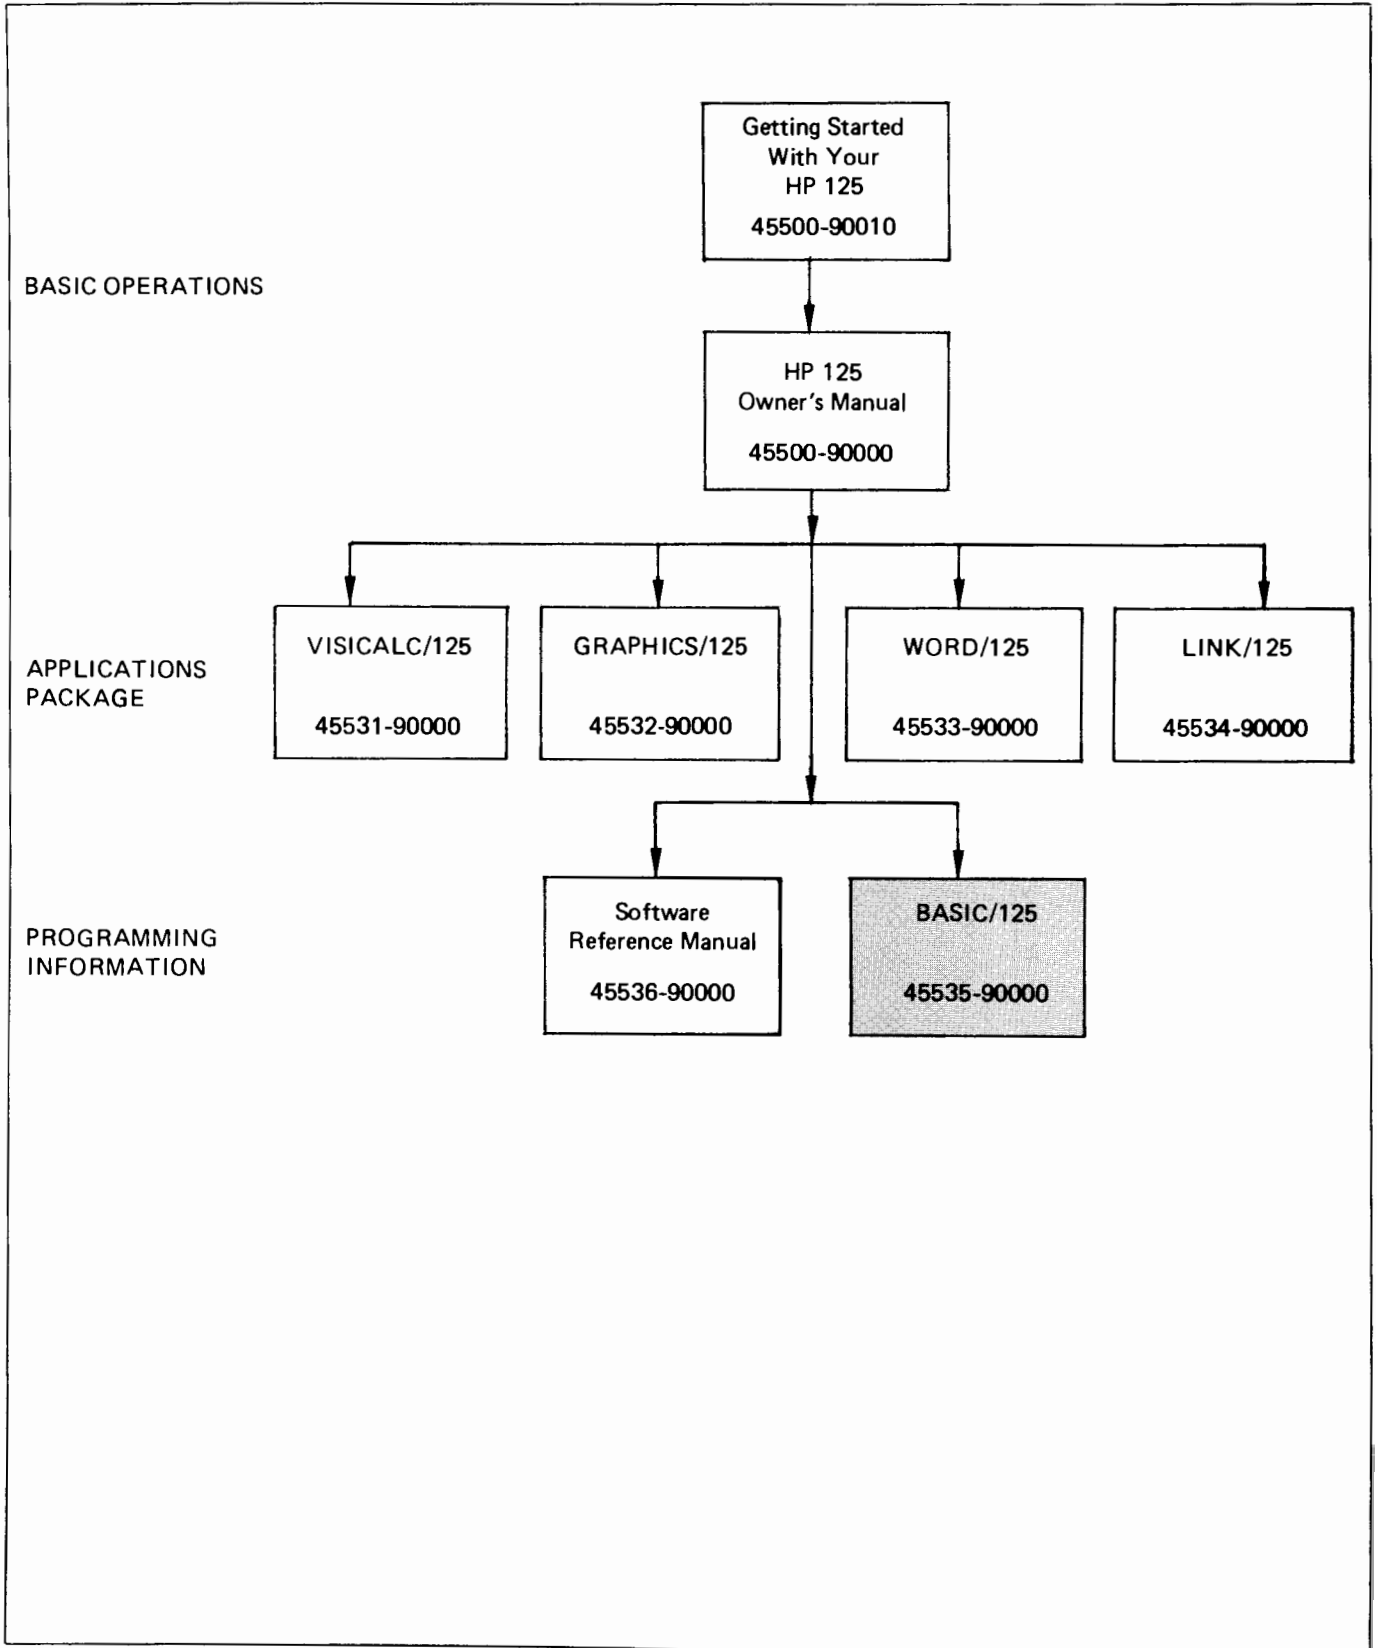 Getting Started
With Your
HP 125
45500-90010
BASIC OPERATIONS
HP 125
Owner's Manual
45500-90000
APPLICATIONS
PACKAGE
VISICALC/125
45531-90000
GRAPHICS/125
45532-90000
WORD/125
45533-90000
LINK/125
45534-90000
PROGRAMMING
INFORMATION
Software
Reference Manual
45536-90000
BASIC/125
45535-90000